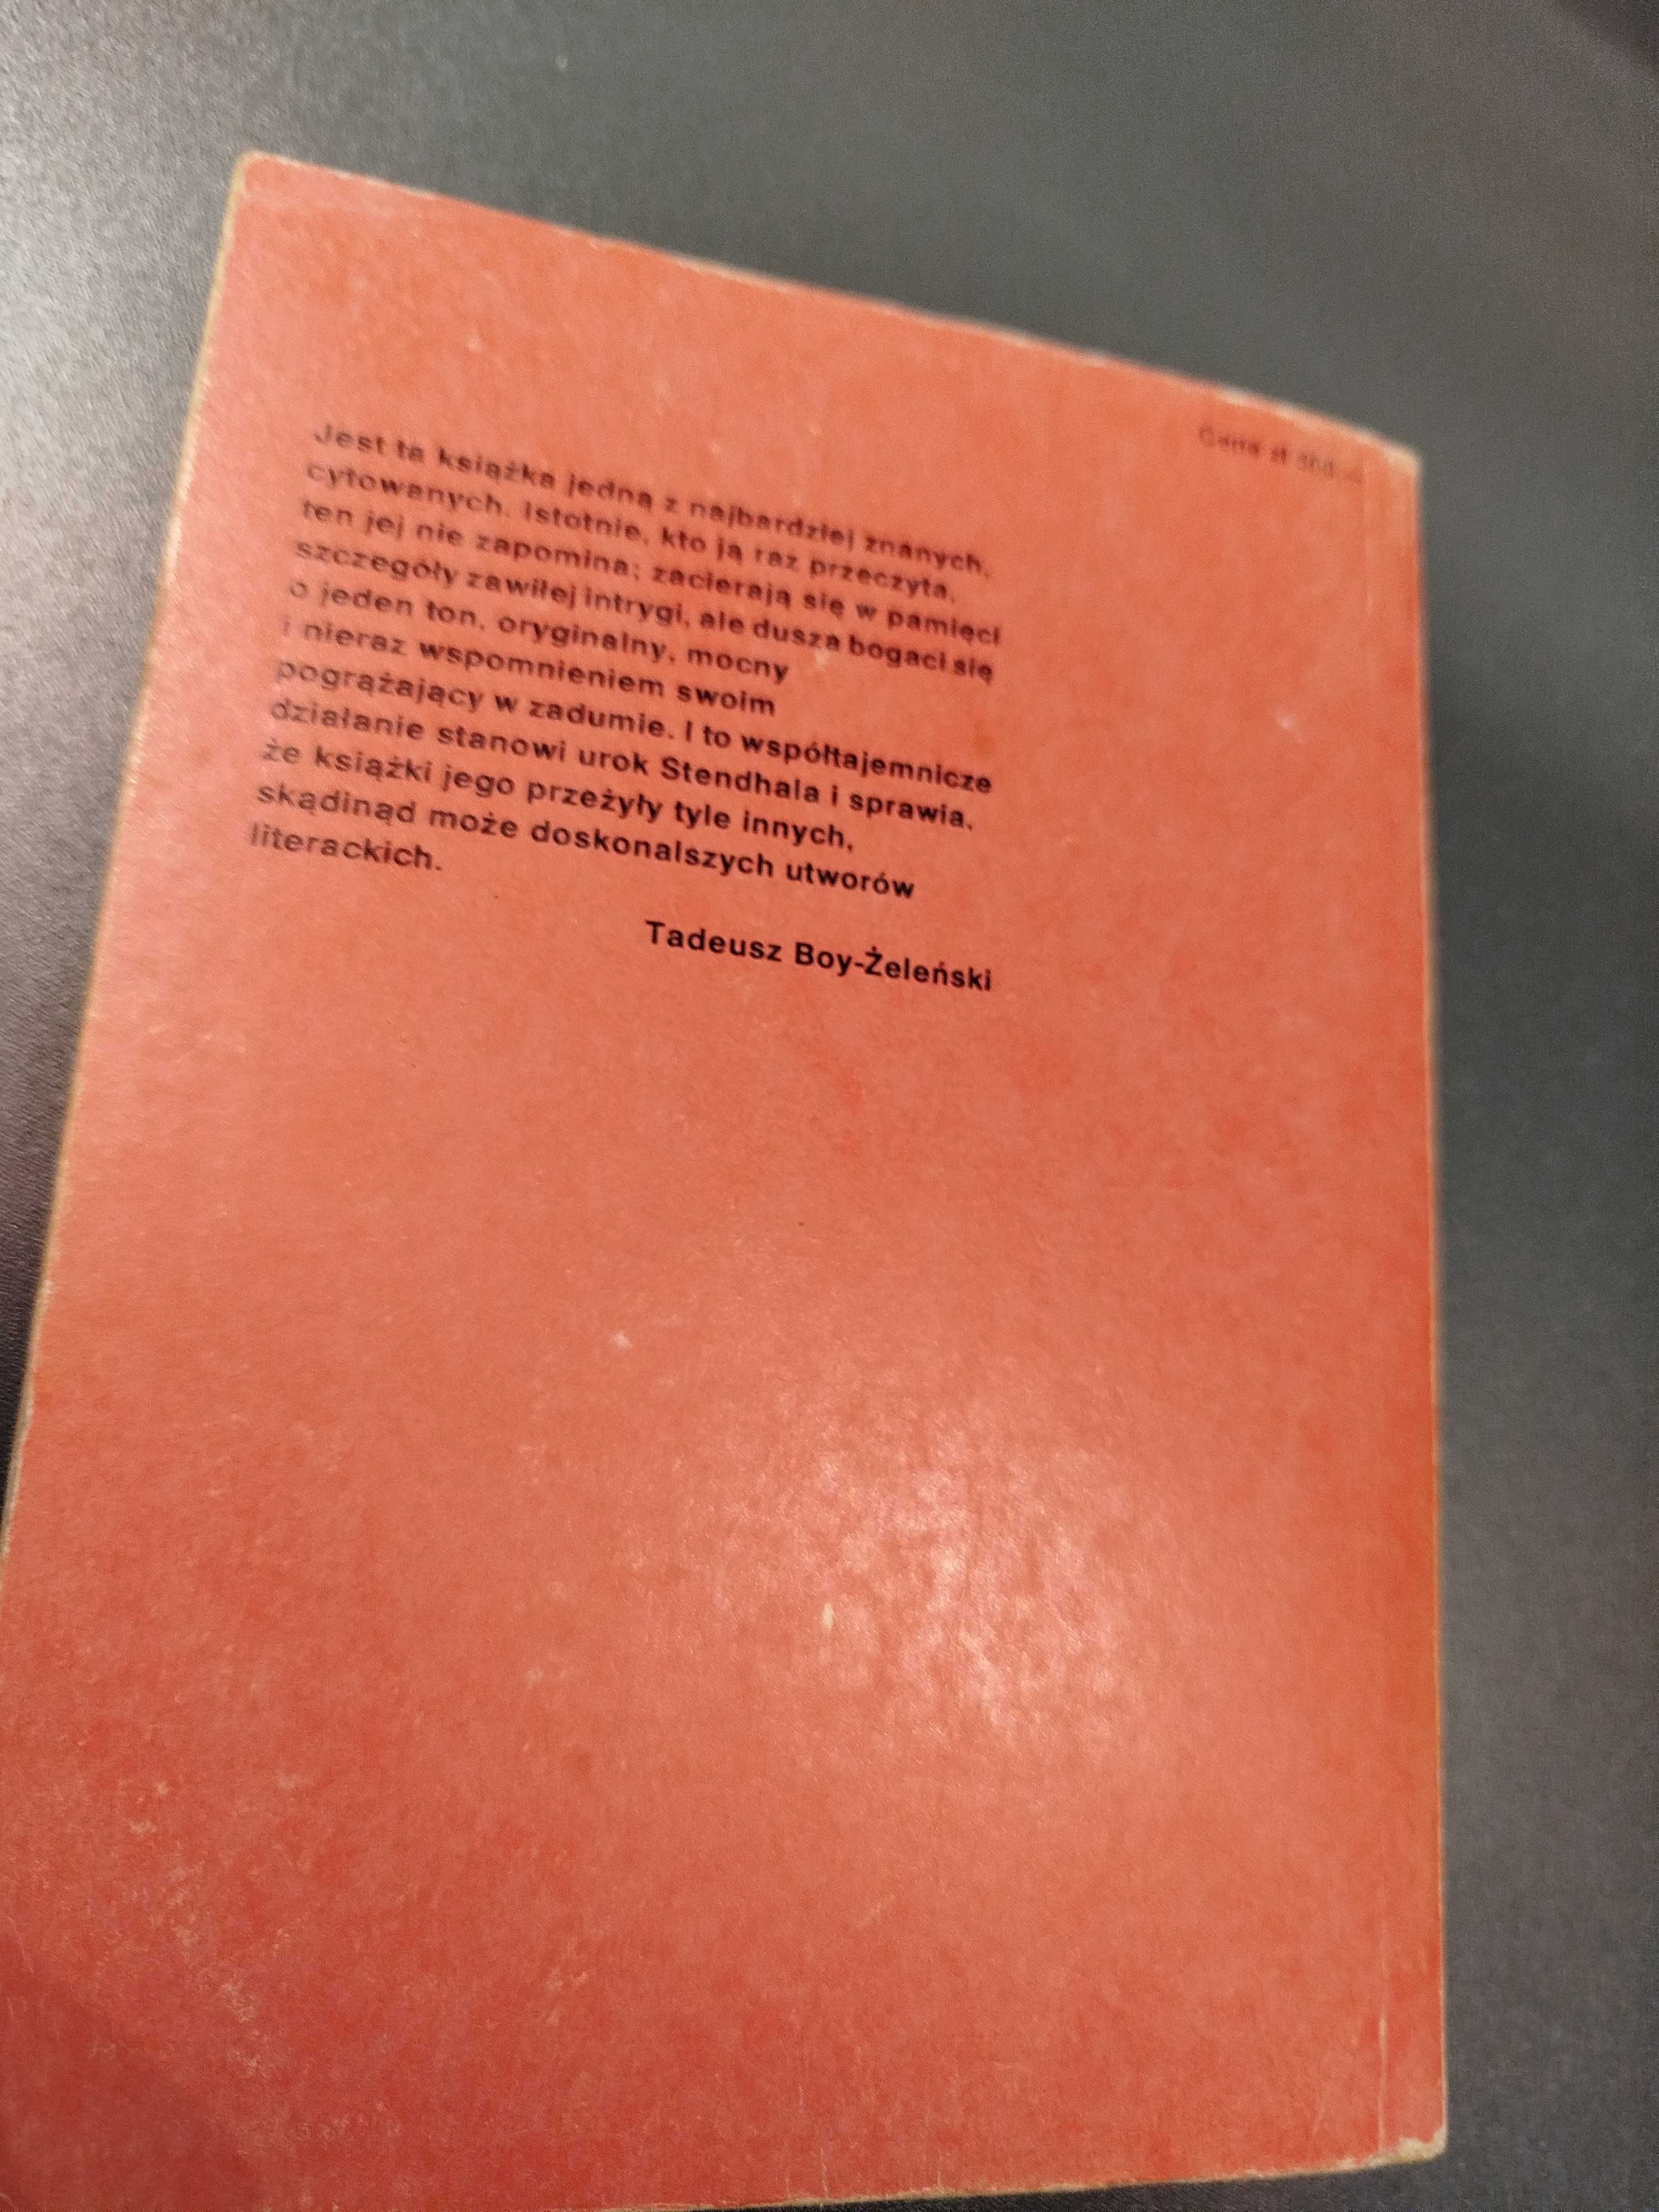 Cena zł
Jest ta książka jedną z najbardziej znanych,
cytowanych. Istotnie, kto ją raz przeczyta,
ten jej nie zapomina; zacierają się w pamięci
szczegóły zawiłej intrygi, ale dusza bogaci się
o jeden ton, oryginalny, mocny
i nieraz wspomnieniem swoim
pogrążający w zadumie. I to współtajemnicze
działanie stanowi urok Stendhala i sprawia,
że książki jego przeżyły tyle innych,
skądinąd może doskonalszych utworów
literackich.
Tadeusz Boy-Żeleński